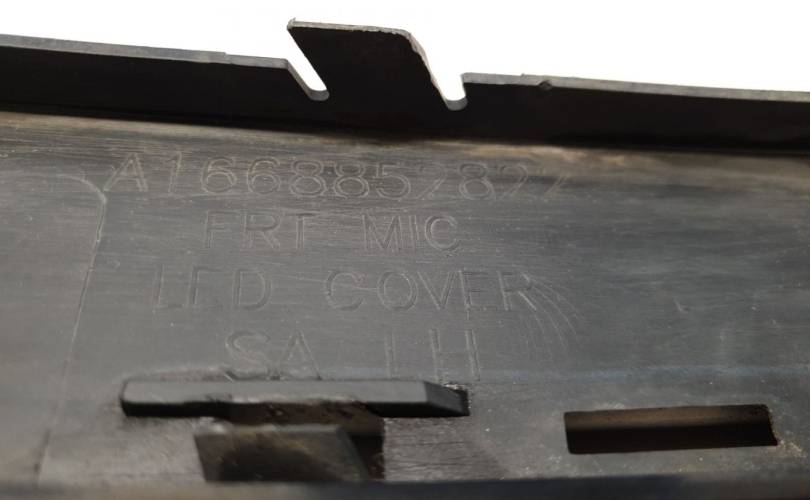 A1668852822
FRT MIC
LED COVER
SA LH